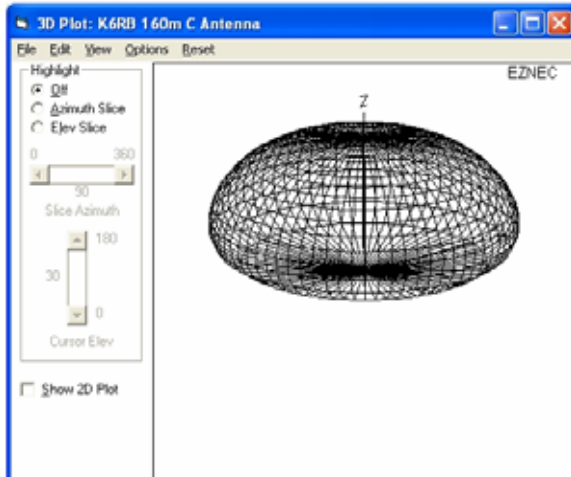 3D Plot: K6RB 160m C Antenna
File Edit View Options Reset
Highlight
Off
Azimuth Slice
Elev Slice
0 360
90
Slice Azimuth
180
30
0
Cursor Elev
Show 2D Plot
EZNEC
Z